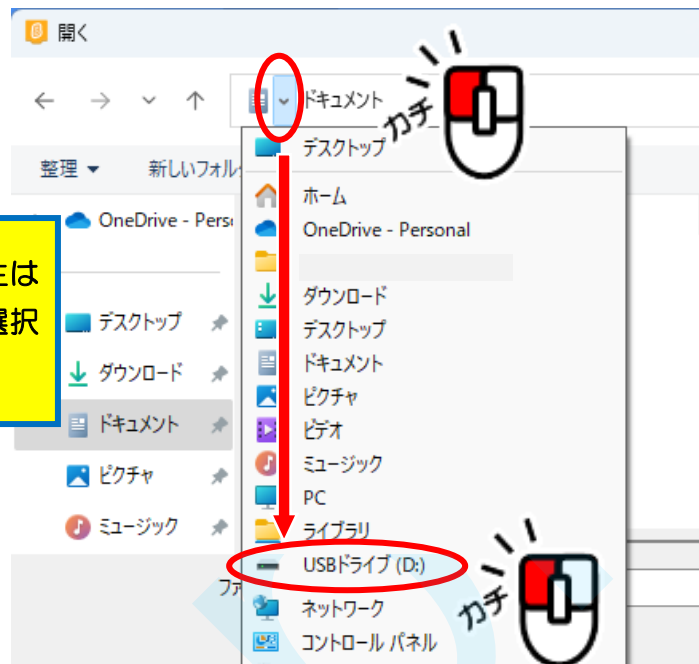 開く
ドキュメント
カチ
整理
新しいフォル
OneDrive - Pers
デスクトップ
ダウンロード
ドキュメント
ピクチャ
ミュージック
は
選択
デスクトップ
ホーム
OneDrive - Personal
ダウンロード
デスクトップ
ドキュメント
ピクチャ
ビデオ
ミュージック
PC
ライブラリ
USBドライブ (D:)
ネットワーク
コントロール パネル
カチ
ファ